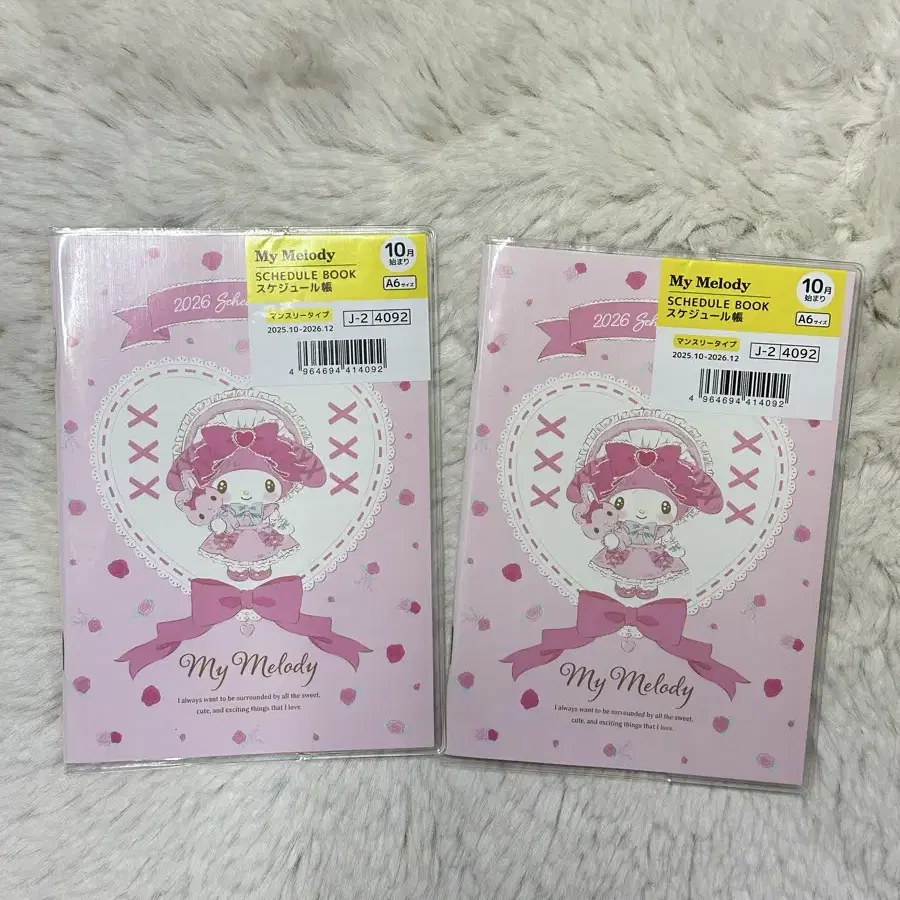 My Melody
SCHEDULE BOOK
スケジュール帳
10月
始まり
A6サイズ
マンスリータイプ
J-2 4092
2025.10-2026.12
4 964694 414092
2026
My Melody
I always want to be surrounded by all the sweet,
cute, and exciting things that I love.
My Melody
SCHEDULE BOOK
スケジュール帳
10月
始まり
A6サイズ
マンスリータイプ
J-2 4092
2025.10-2026.12
4 964694 414092
2026
My Melody
I always want to be surrounded by all the sweet,
cute, and exciting things that I love.